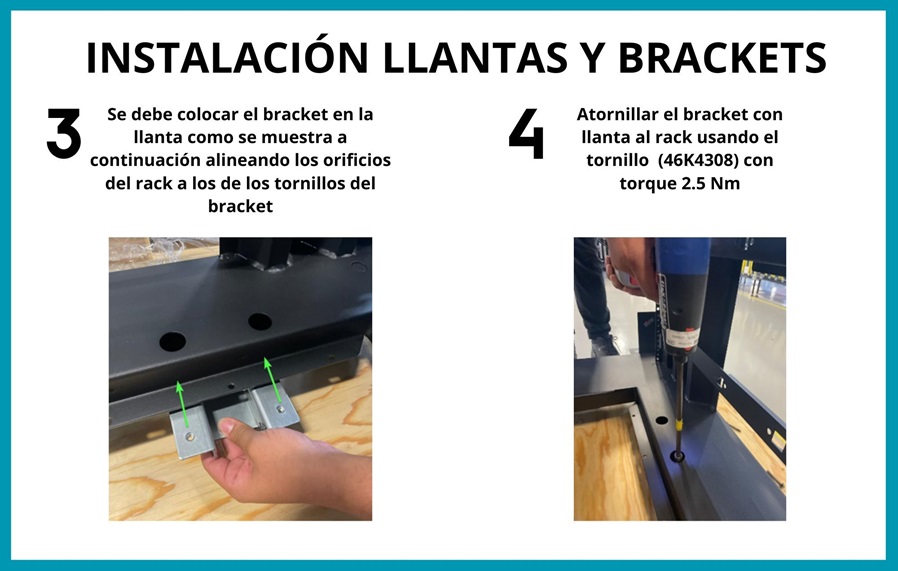 INSTALACIÓN LLANTAS Y BRACKETS
3
Se debe colocar el bracket en la
llanta como se muestra a
continuación alineando los orificios
del rack a los de los tornillos del
bracket
4
Atornillar el bracket con
llanta al rack usando el
tornillo  (46K4308) con
torque 2.5 Nm